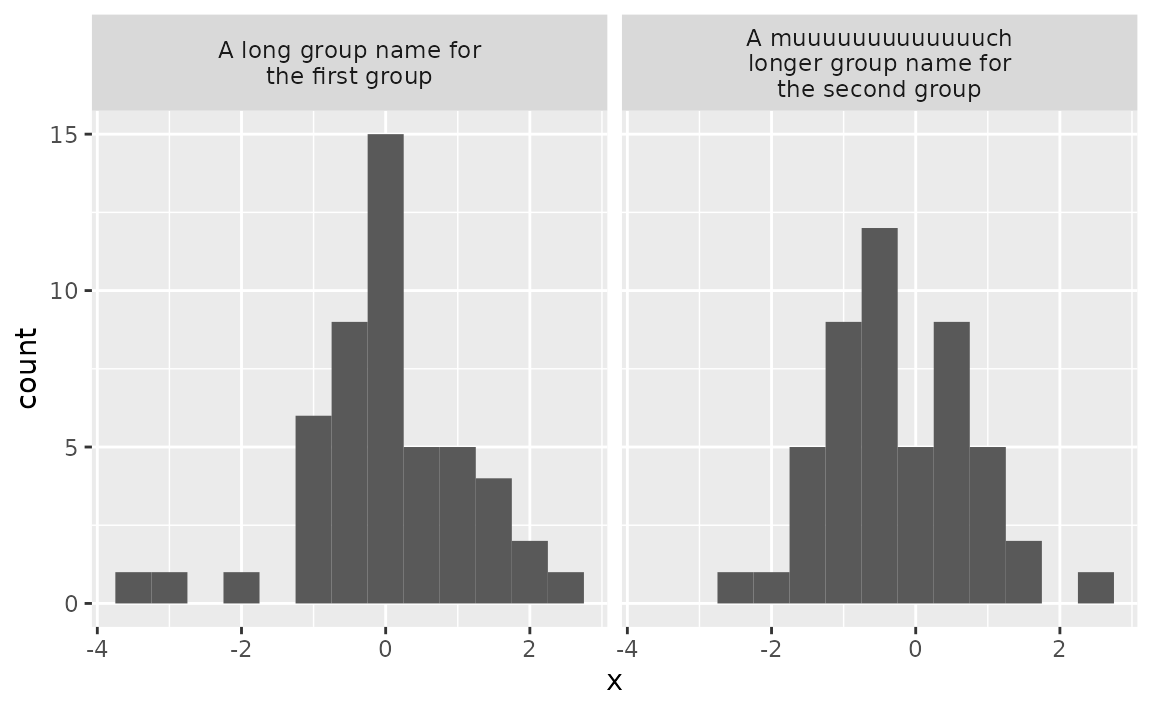 A long group name for
the first group
A muuuuuuuuuuuuuch
longer group name for
the second group
15
10
5
0
count
-4 -2 0 2
-4 -2 0 2
x